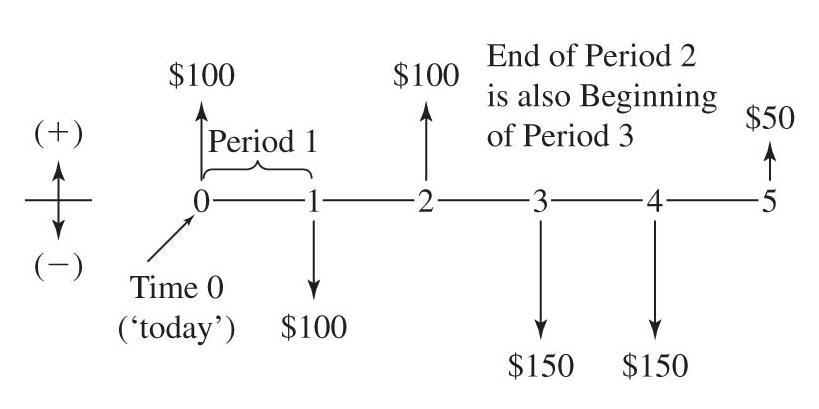 $100
$100
End of Period 2
is also Beginning
of Period 3
$50
(+)
Period 1
0
1
2
3
4
5
(−)
Time 0
(‘today’)
$100
$150
$150